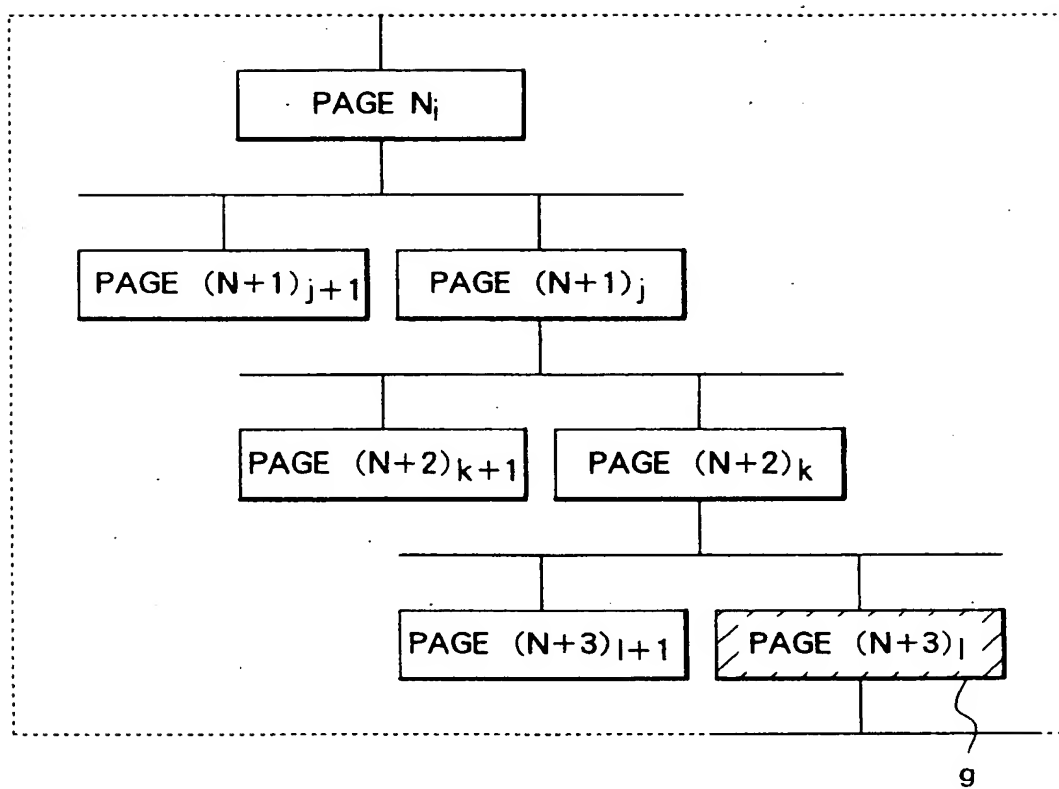 PAGE Nᵢ
PAGE (N+1)j+1
PAGE (N+1)j
PAGE (N+2)k+1
PAGE (N+2)k
PAGE (N+3)l+1
PAGE (N+3)l
g